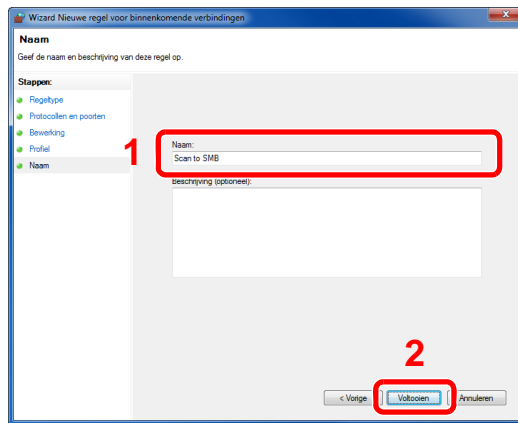 Wizard Nieuwe regel voor binnenkomende verbindingen
Naam
Geef de naam en beschrijving van deze regel op.
Stappen:
Regeltype
Protocollen en poorten
Bewerking
Profiel
Naam
1
Naam:
Scan to SMB
Beschrijving (optioneel):
2
< Vorige
Voltooien
Annuleren